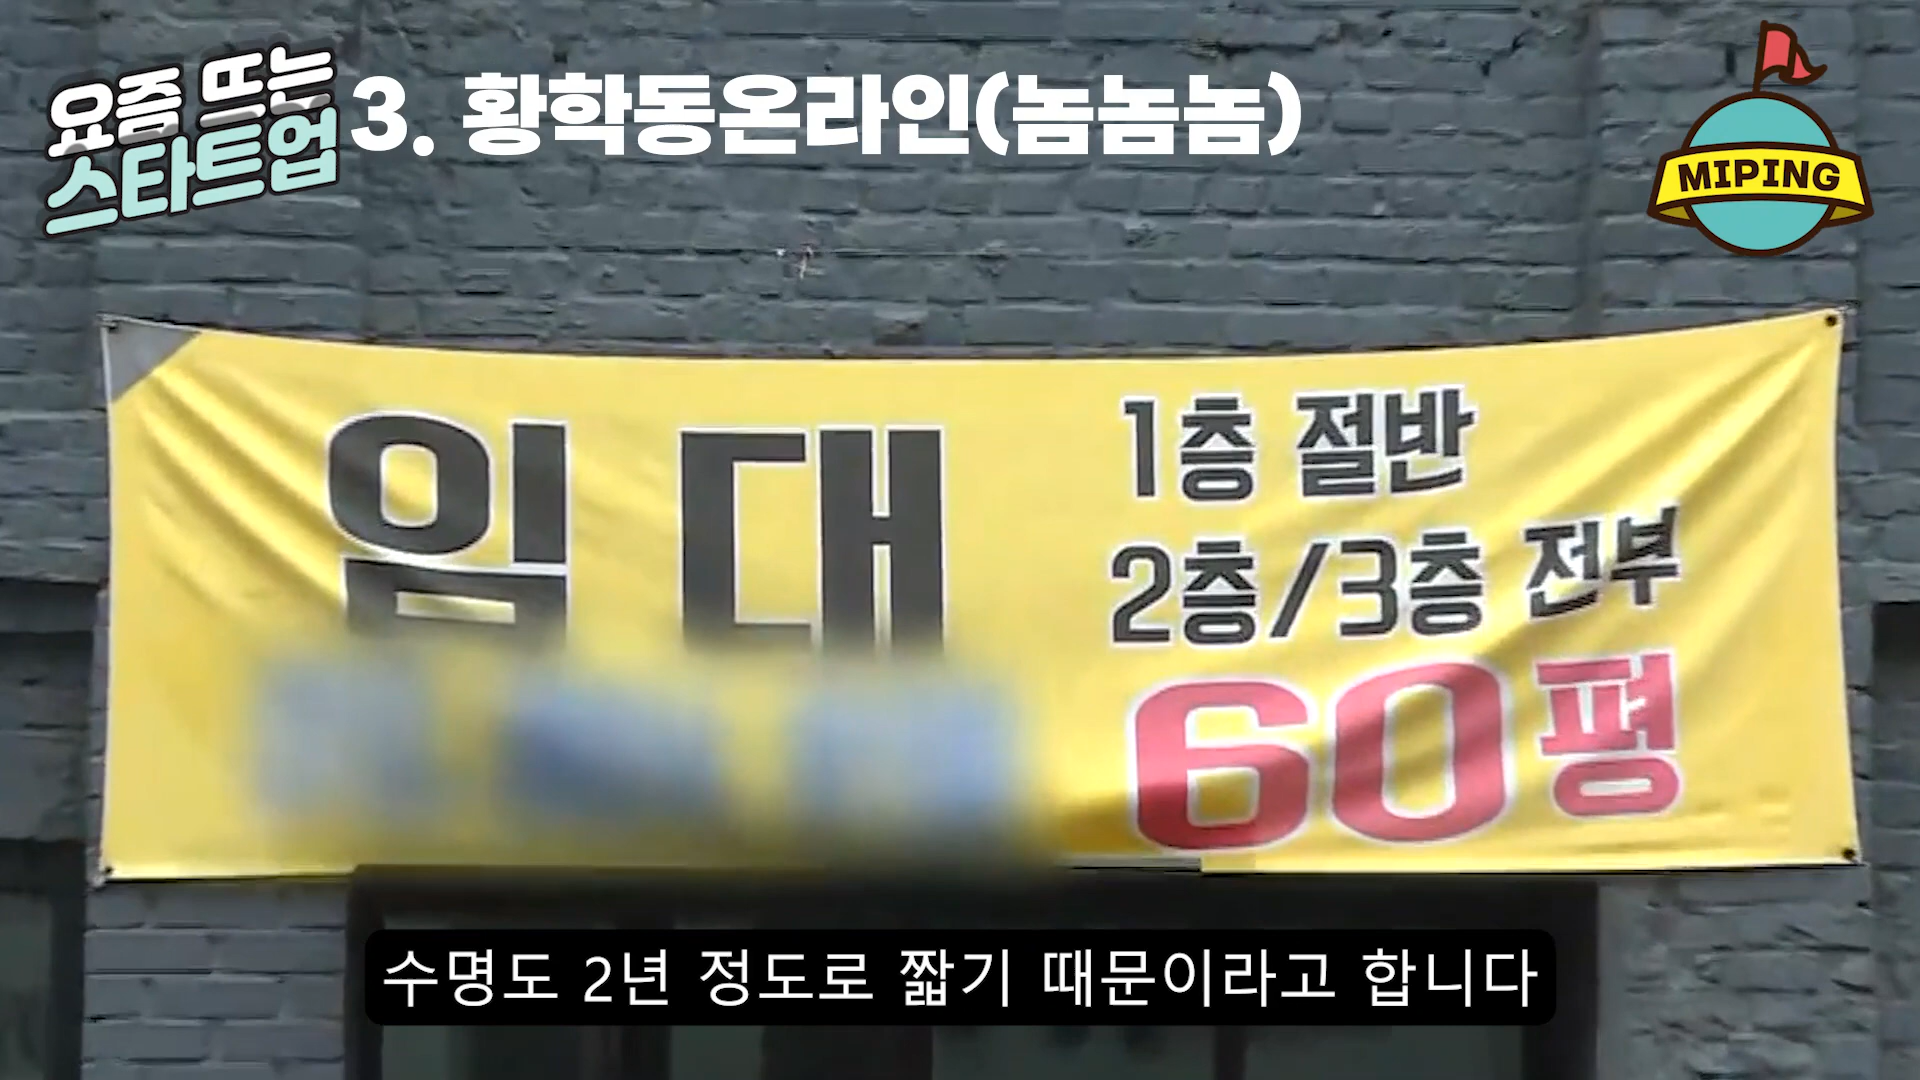 요즘 뜨는
스타트업
3. 황학동온라인(놈놈놈)
MIPING
임대
1층 절반
2층/3층 전부
60평
수명도 2년 정도로 짧기 때문이라고 합니다